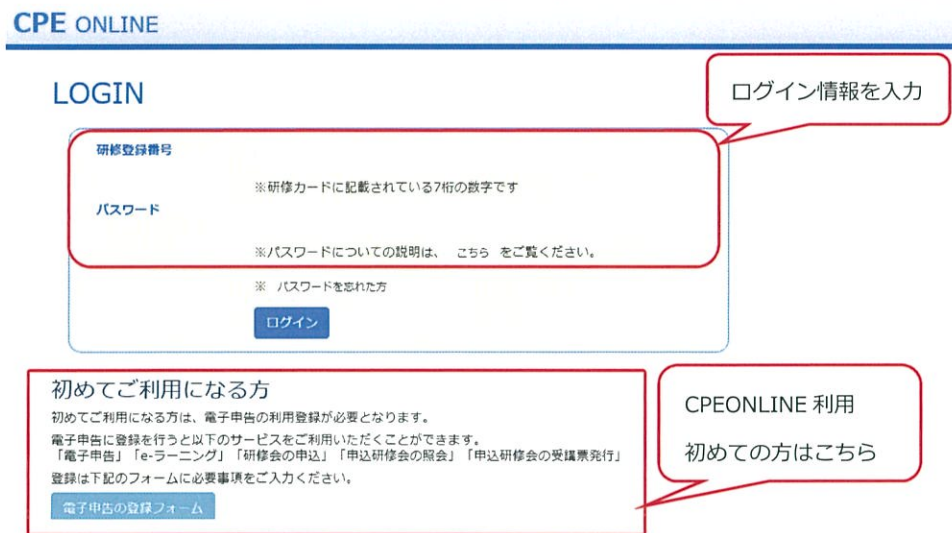 CPE ONLINE
LOGIN
ログイン情報を入力
研修登録番号
※研修カードに記載されている7桁の数字です
パスワード
※パスワードについての説明は、 こちら をご覧ください。
※ パスワードを忘れた方
ログイン
初めてご利用になる方
初めてご利用になる方は、電子申告の利用登録が必要となります。
電子申告に登録を行うと以下のサービスをご利用いただくことができます。
「電子申告」「e-ラーニング」「研修会の申込」「申込研修会の照会」「申込研修会の受講票発行」
登録は下記のフォームに必要事項をご入力ください。
電子申告の登録フォーム
CPEONLINE 利用
初めての方はこちら